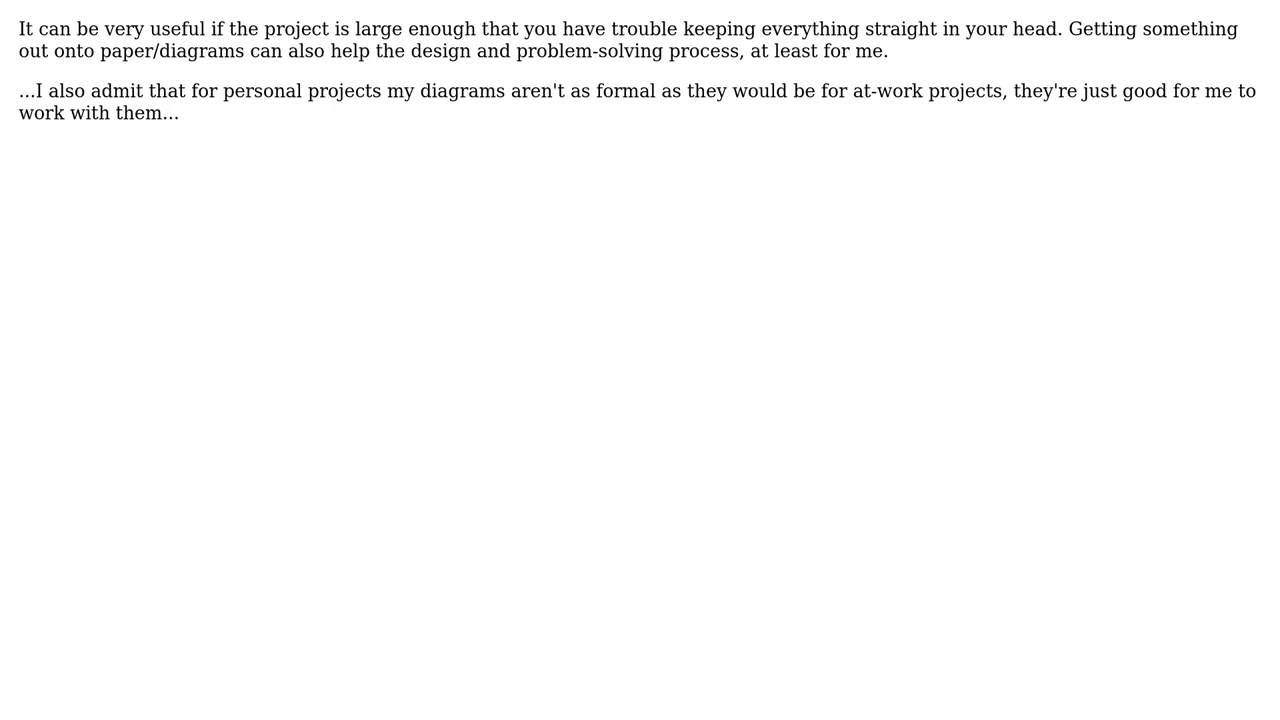 It can be very useful if the project is large enough that you have trouble keeping everything straight in your head. Getting something
out onto paper/diagrams can also help the design and problem-solving process, at least for me.
...I also admit that for personal projects my diagrams aren't as formal as they would be for at-work projects, they're just good for me to
work with them...